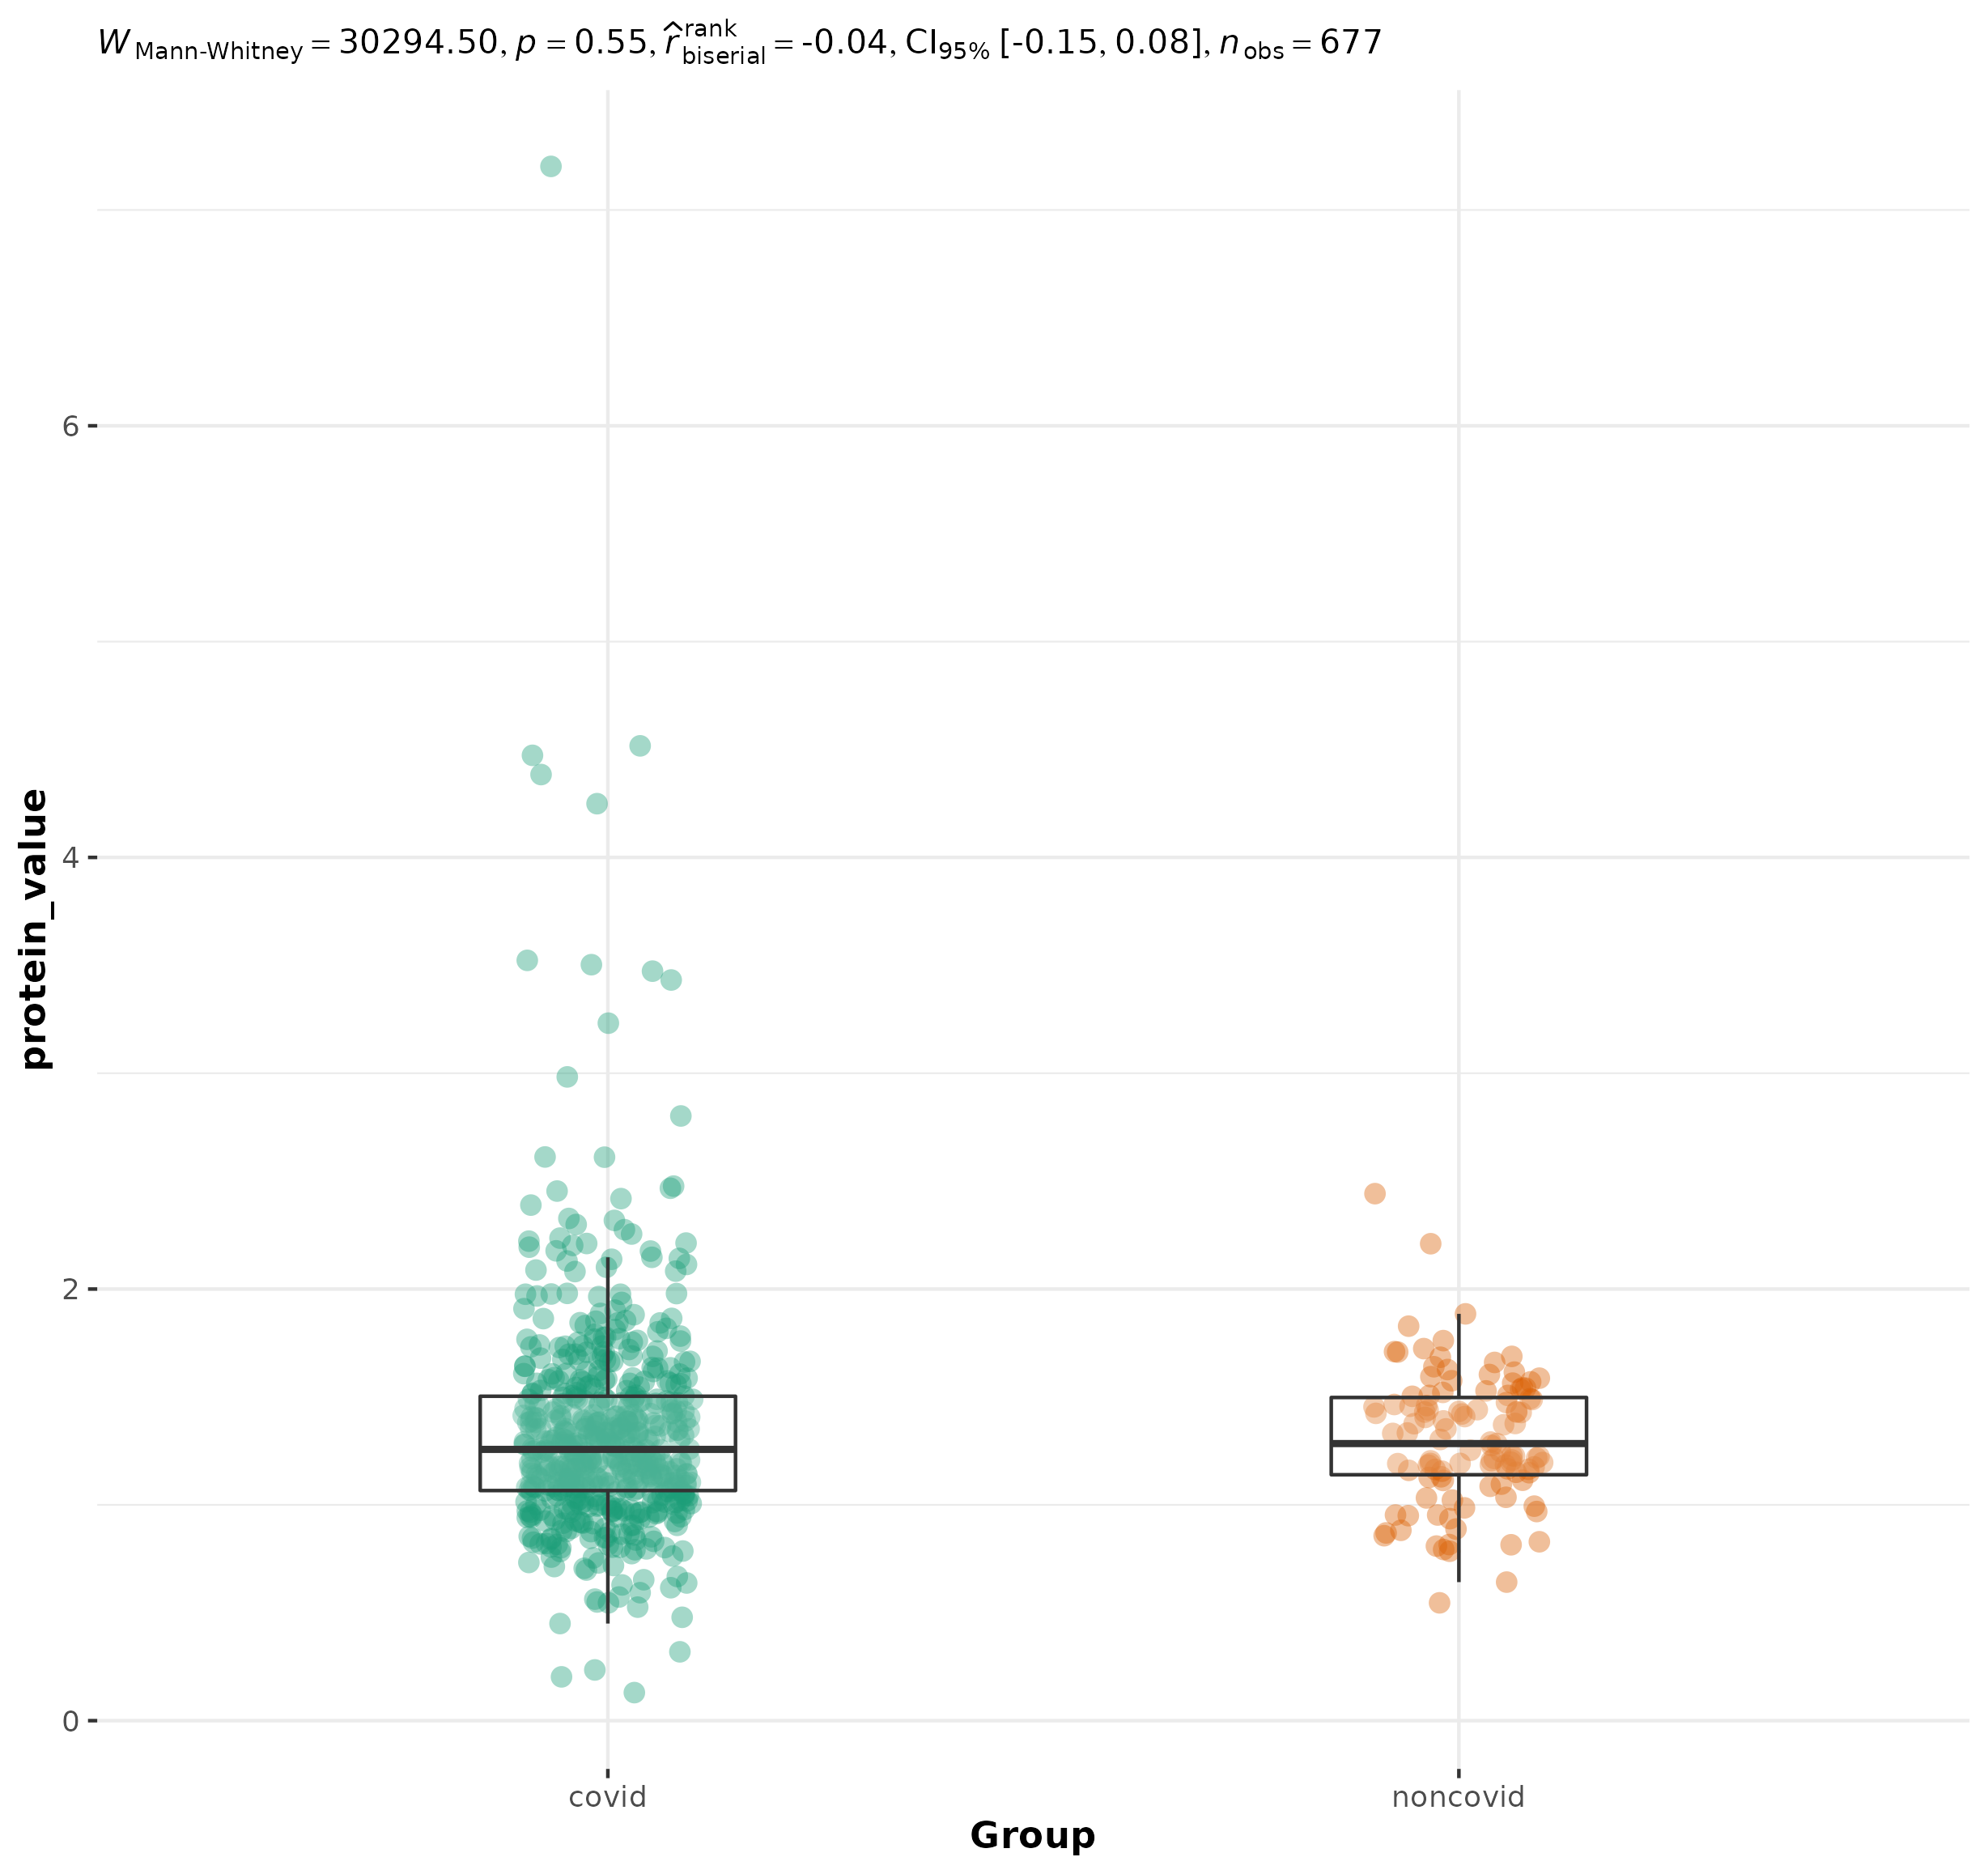 W Mann-Whitney = 30294.50, p = 0.55, r̂ rank biserial = -0.04, CI95% [-0.15, 0.08], n obs = 677
6
4
2
0
protein_value
covid noncovid
Group